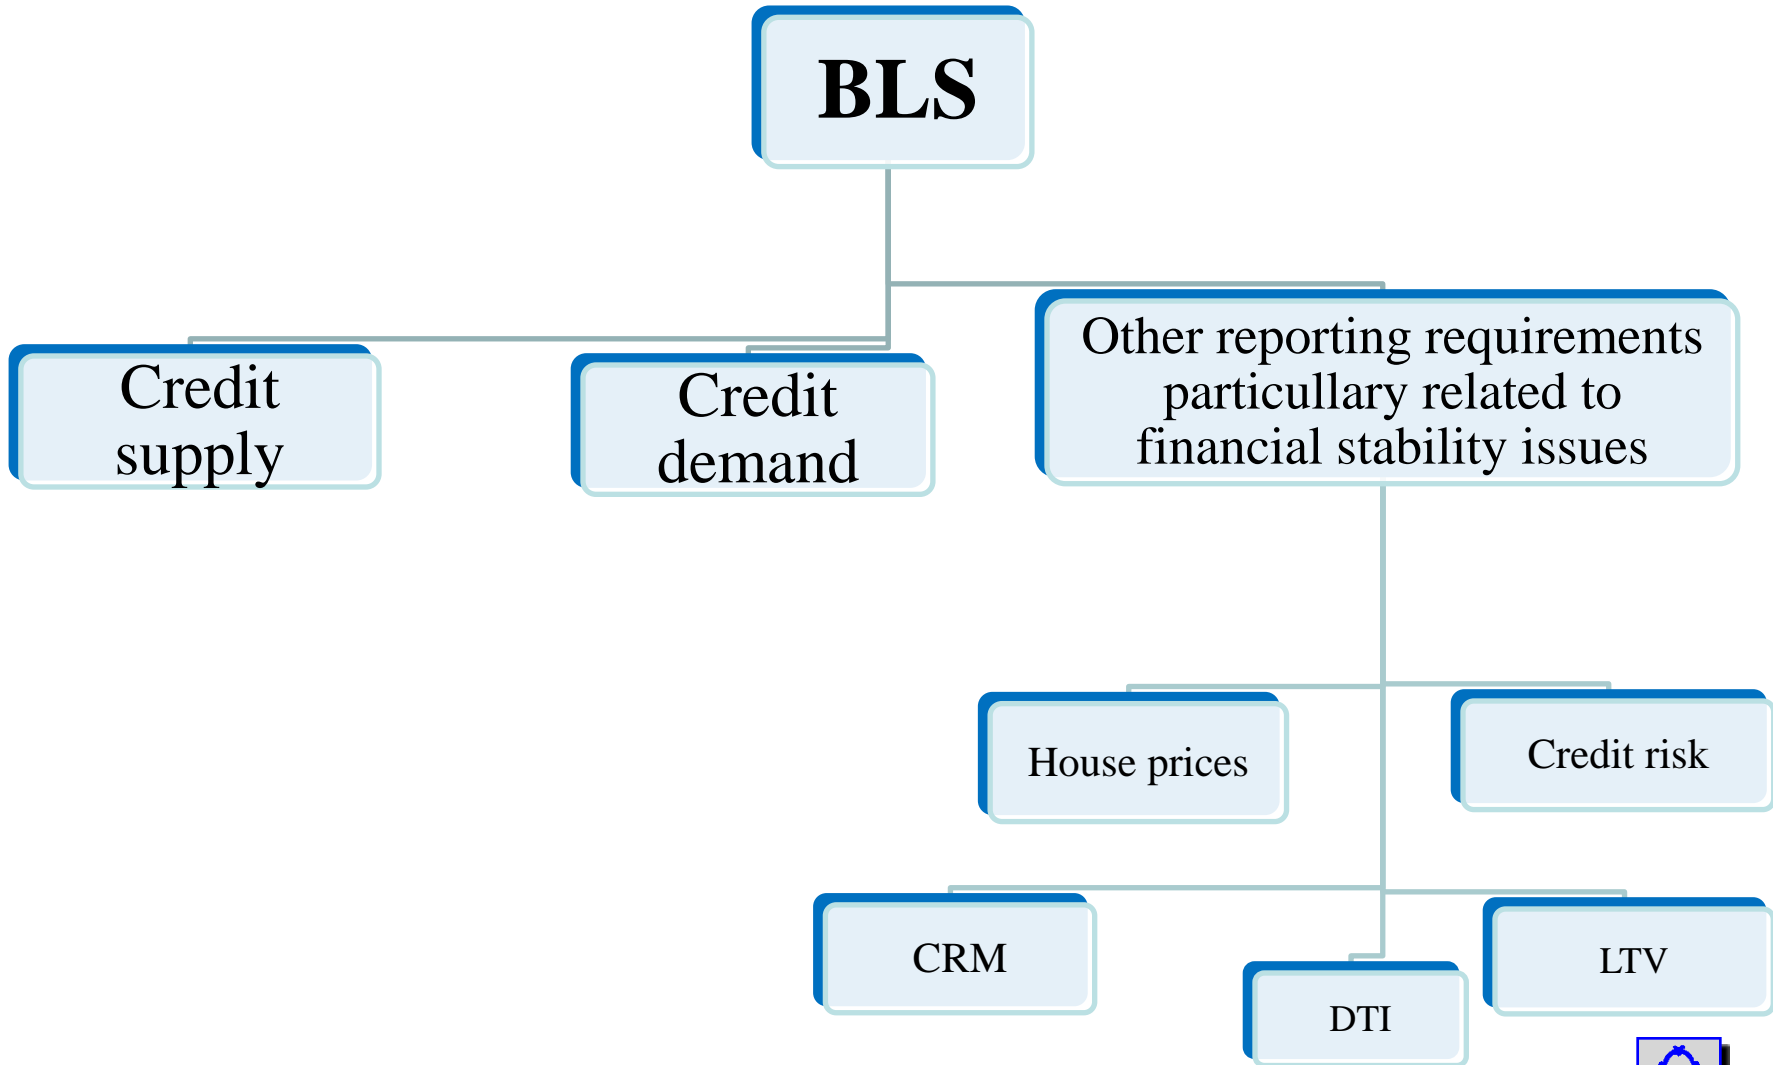 BLS
Credit
supply
Credit
demand
Other reporting requirements
particullary related to
financial stability issues
House prices
Credit risk
CRM
DTI
LTV